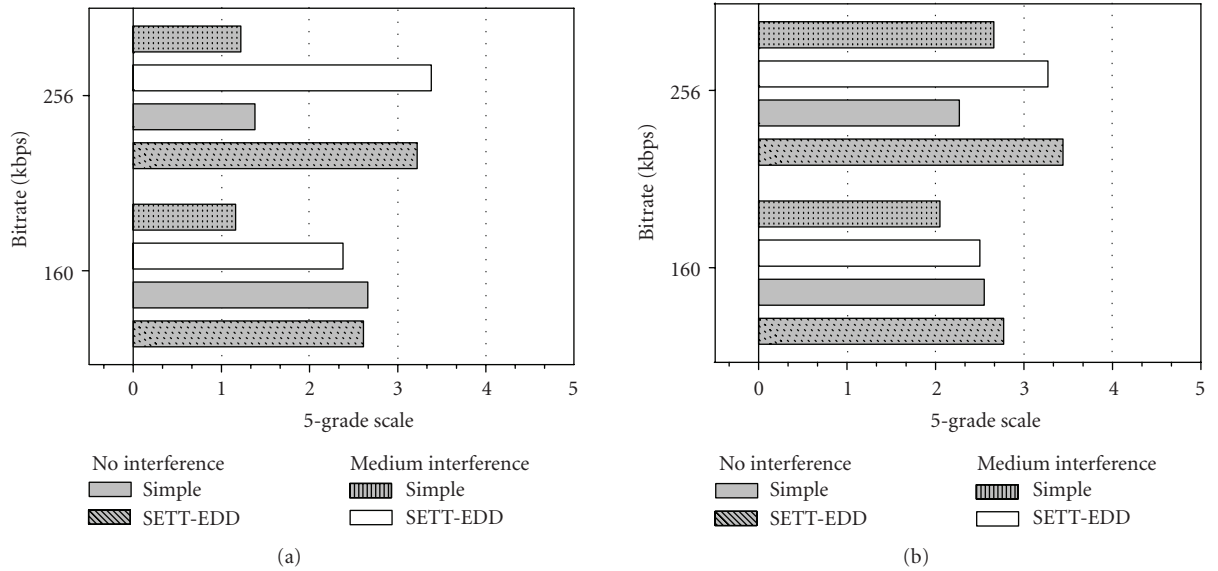 Bitrate (kbps)
256
160
0 1 2 3 4 5
5-grade scale
No interference
Simple
SETT-EDD
Medium interference
Simple
SETT-EDD
(a)
Bitrate (kbps)
256
160
0 1 2 3 4 5
5-grade scale
No interference
Simple
SETT-EDD
Medium interference
Simple
SETT-EDD
(b)